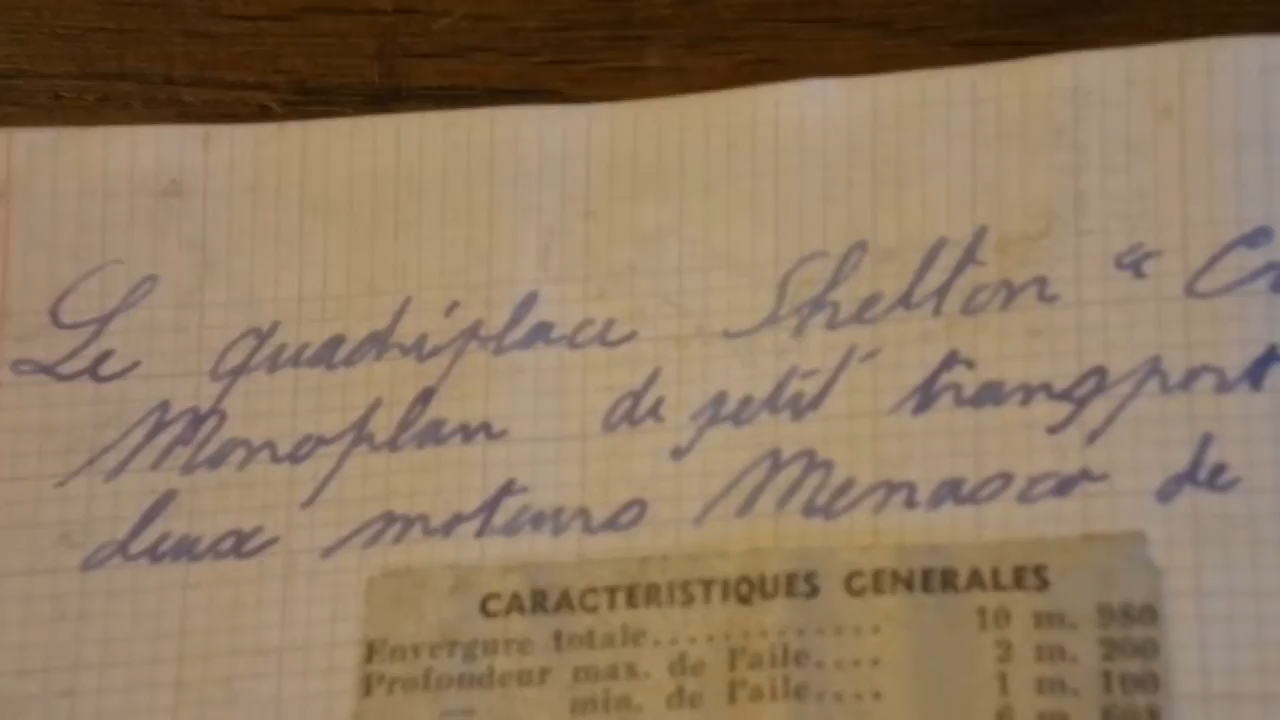 Le quadriplace Shelton "
Monoplan de petit transport
deux moteurs Menasco de
CARACTERISTIQUES GENERALES
Envergure totale............. 10 m. 980
Profondeur max. de l'aile.... 2 m. 200
— min. de l'aile.... 1 m. 100